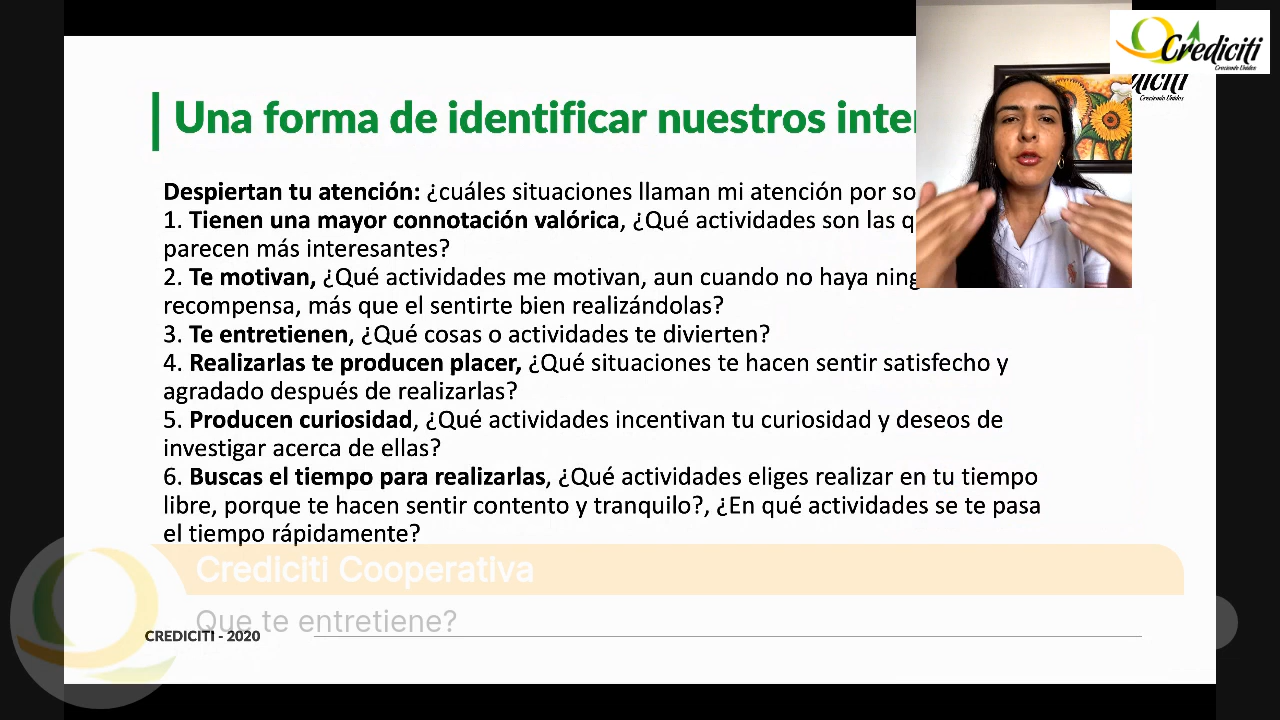 Una forma de identificar nuestros
Despiertan tu atención: ¿cuáles situaciones llaman mi atención por
1. Tienen una mayor connotación valórica, ¿Qué actividades son las
parecen más interesantes?
2. Te motivan, ¿Qué actividades me motivan, aun cuando no haya
recompensa, más que el sentirte bien realizándolas?
3. Te entretienen, ¿Qué cosas o actividades te divierten?
4. Realizarlas te producen placer, ¿Qué situaciones te hacen sentir satisfecho y
agradado después de realizarlas?
5. Producen curiosidad, ¿Qué actividades incentivan tu curiosidad y deseos de
investigar acerca de ellas?
6. Buscas el tiempo para realizarlas, ¿Qué actividades eliges realizar en tu tiempo
libre, porque te hacen sentir contento y tranquilo?, ¿En qué actividades se te pasa
el tiempo rápidamente?
Crediciti Cooperativa
Que te entretiene?
CREDICITI - 2020
Crediciti
Creciendo Unidos
Creciendo Unidos